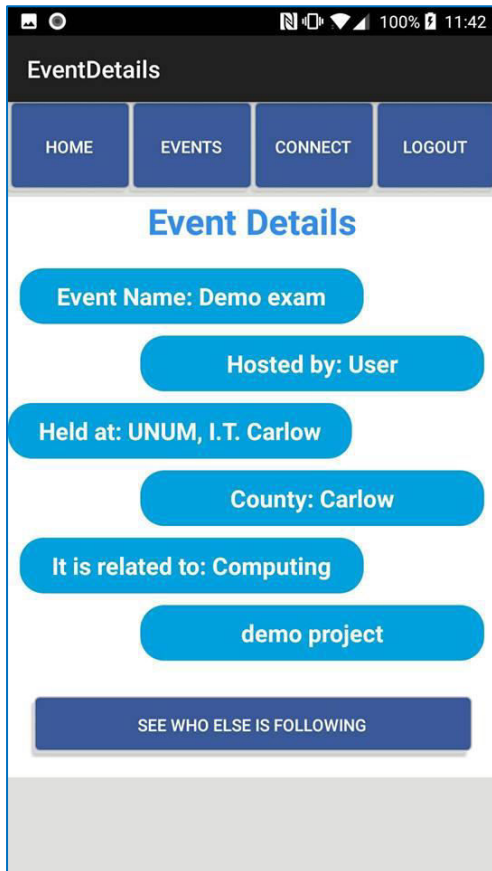 100% 11:42
EventDetails
HOME EVENTS CONNECT LOGOUT
Event Details
Event Name: Demo exam
Hosted by: User
Held at: UNUM, I.T. Carlow
County: Carlow
It is related to: Computing
demo project
SEE WHO ELSE IS FOLLOWING